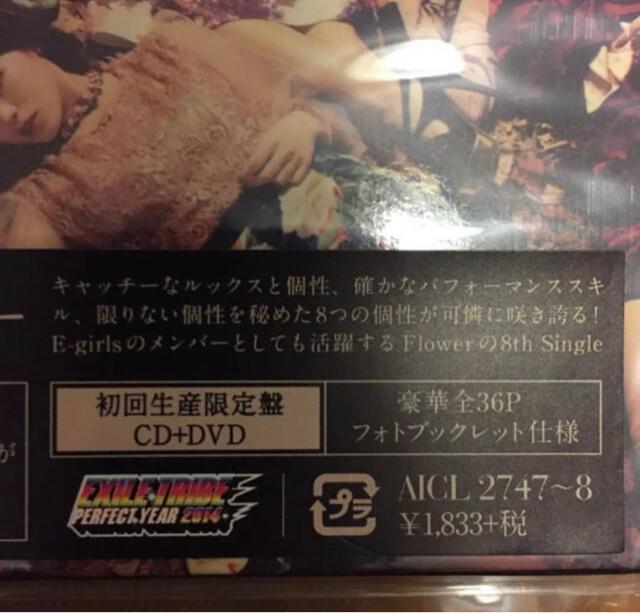 キャッチーなルックスと個性、確かなパフォーマンススキ
ル、限りない個性を秘めた8つの個性が可憐に咲き誇る!
E-girlsのメンバーとしても活躍するFlowerの8th Single
が
初回生産限定盤
CD+DVD
豪華全36P
フォトブックレット仕様
EXILE TRIBE
PERFECT YEAR 2014
プラ
AICL 2747~8
¥1,833+税